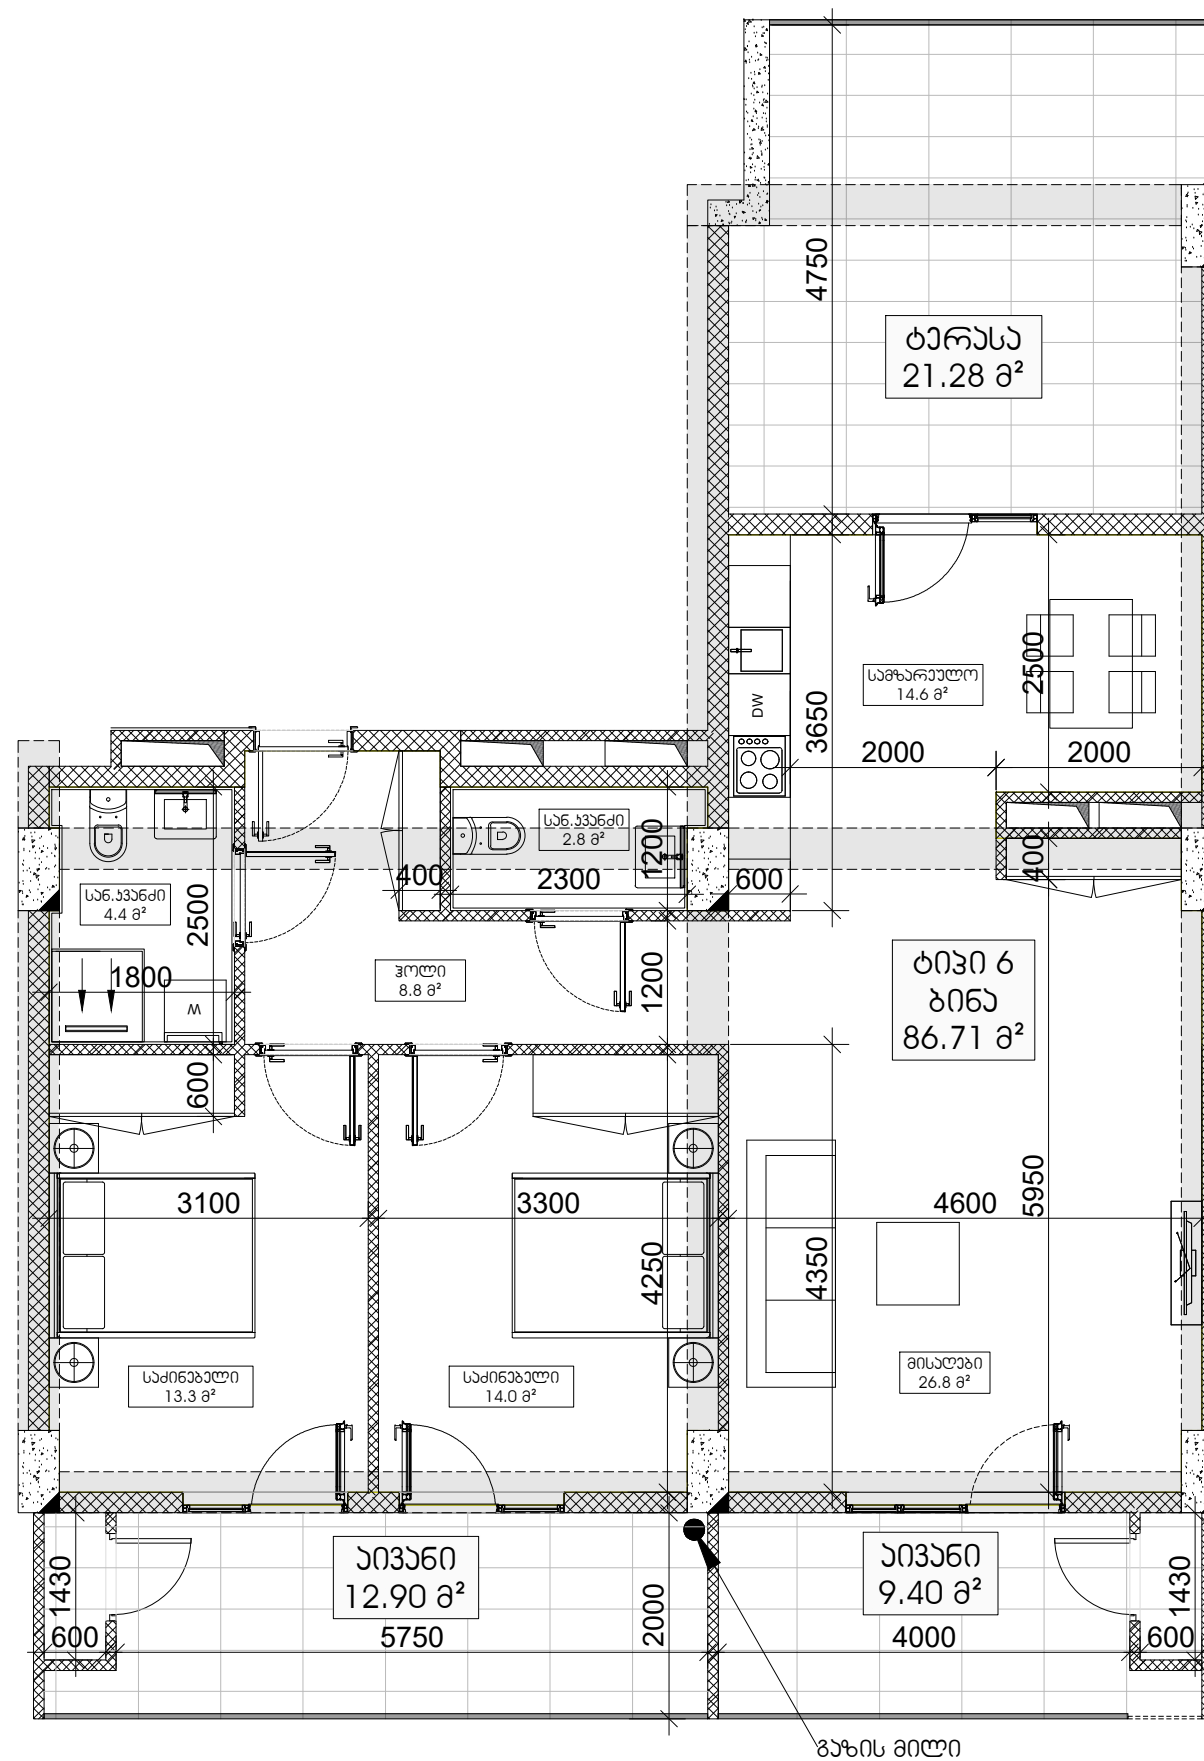 4750
ტერასა
21.28 მ²
2500
სამზარეულო
14.6 მ²
DW
3650
2000
2000
სან.კვანძი
2.8 მ²
1200
400
400
2300
600
სან.კვანძი
4.4 მ²
2500
1800
W
ჰოლი
8.8 მ²
1200
ტიპი 6
ბინა
86.71 მ²
600
3100
3300
4600
5950
4250
4350
საძინებელი
13.3 მ²
საძინებელი
14.0 მ²
მისაღები
26.8 მ²
აივანი
12.90 მ²
აივანი
9.40 მ²
1430
2000
1430
600
5750
4000
600
გაზის მილი